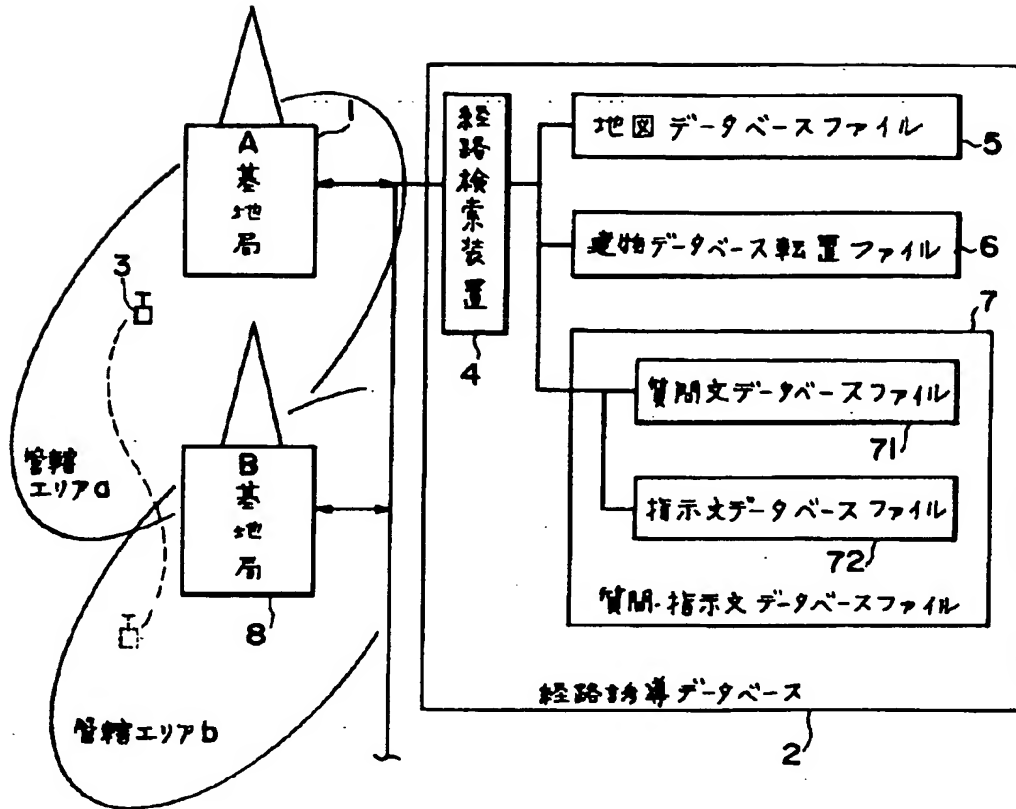 1
A
基
地
局
経
路
検
索
装
置
4
地図データベースファイル
5
建物データベース転置ファイル
6
7
質問文データベースファイル
71
指示文データベースファイル
72
質問・指示文データベースファイル
経路誘導データベース
2
3
管轄
エリアa
B
基
地
局
8
管轄エリアb